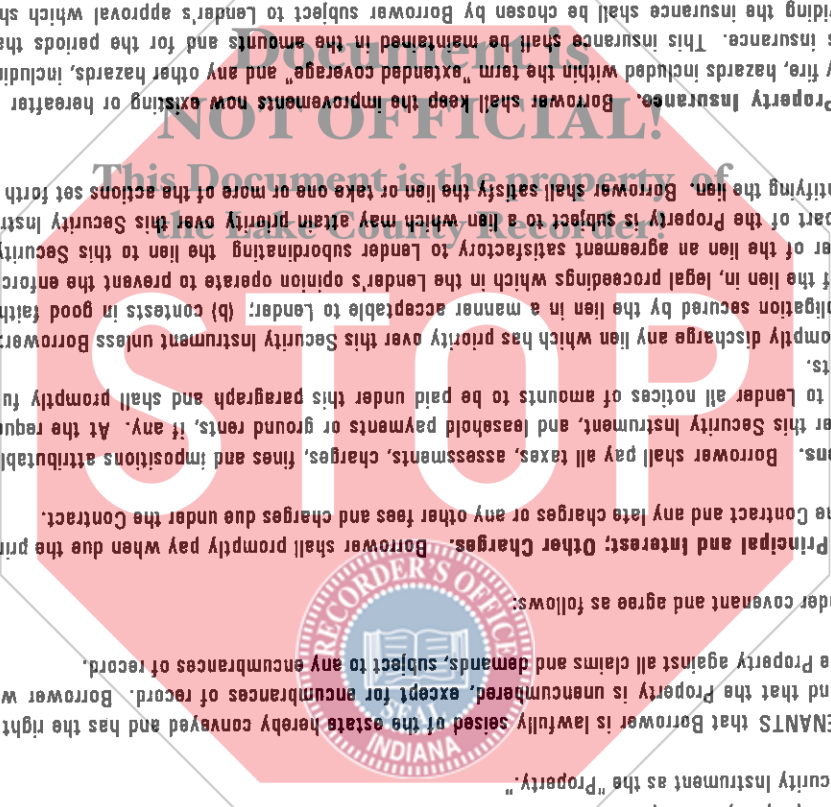 curity Instrument as the "Property."
ENANTS that Borrower is lawfully seised of the estate hereby conveyed and has the right
nd that the Property is unencumbered, except for encumbrances of record. Borrower w
e Property against all claims and demands, subject to any encumbrances of record.
nder covenant and agree as follows:
Principal and Interest; Other Charges. Borrower shall promptly pay when due the prin
he Contract and any late charges or any other fees and charges due under the Contract.
ens. Borrower shall pay all taxes, assessments, charges, fines and impositions attributabl
er this Security Instrument, and leasehold payments or ground rents, if any. At the reque
to Lender all notices of amounts to be paid under this paragraph and shall promptly fu
ts.
omptly discharge any lien which has priority over this Security Instrument unless Borrower:
obligation secured by the lien in a manner acceptable to Lender; (b) contests in good faith
f the lien in, legal proceedings which in the Lender's opinion operate to prevent the enforc
er of the lien an agreement satisfactory to Lender subordinating the lien to this Security
part of the Property is subject to a lien which may attain priority over this Security Instr
ntifying the lien. Borrower shall satisfy the lien or take one or more of the actions set forth
Property Insurance. Borrower shall keep the improvements now existing or hereafter
y fire, hazards included within the term "extended coverage" and any other hazards, includin
s insurance. This insurance shall be maintained in the amounts and for the periods tha
iding the insurance shall be chosen by Borrower subject to Lender's approval which sh
Document is
NOT OFFICIAL!
This Document is the property of
the Lake County Recorder!
STOP
RECORDER'S OFFICE
SEAL
INDIANA